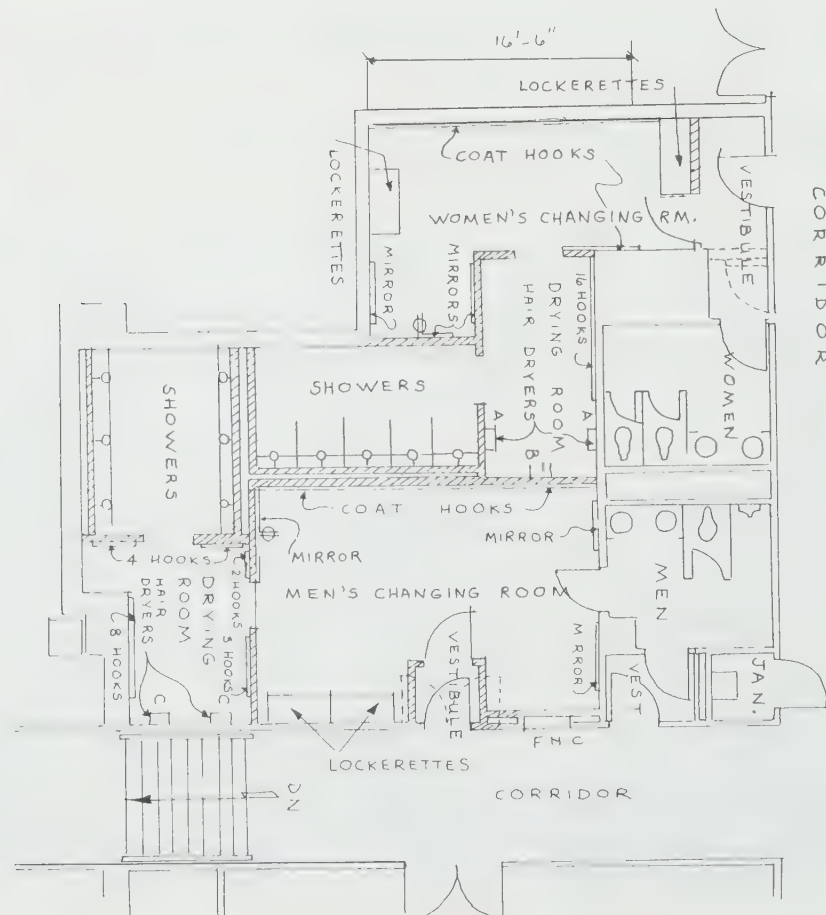 16'-6"
LOCKERETTES
COAT HOOKS
LOCKERETTES
WOMEN'S CHANGING RM.
VESTIBULE
CORRIDOR
MIRROR
MIRRORS
16 HOOKS
DRYING ROOM
HAIR DRYERS
WOMEN
SHOWERS
SHOWERS
A
A
B
COAT HOOKS
MIRROR
MIRROR
4 HOOKS
2 HOOKS
MEN'S CHANGING ROOM
MEN
DRYING
ROOM
HAIR
DRYERS
8 HOOKS
3 HOOKS
C
C
VESTIBULE
M RROR
VEST
JAN.
FHC
LOCKERETTES
DN
CORRIDOR